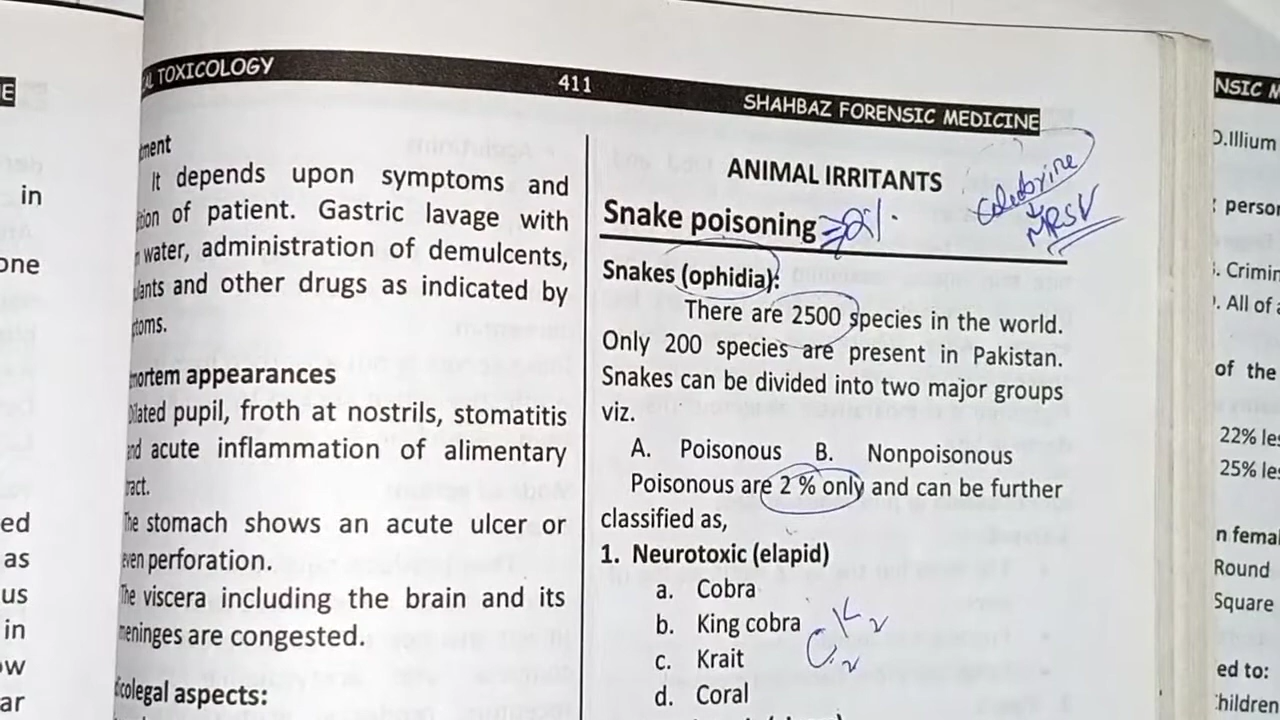 TOXICOLOGY
411
SHAHBAZ FORENSIC MEDICINE
It depends upon symptoms and
of patient. Gastric lavage with
water, administration of demulcents,
and other drugs as indicated by
appearances
pupil, froth at nostrils, stomatitis
acute inflammation of alimentary
The stomach shows an acute ulcer or
even perforation.
The viscera including the brain and its
meninges are congested.
aspects:
ANIMAL IRRITANTS
Snake poisoning
MRSV
Snakes (ophidia):
There are 2500 species in the world.
Only 200 species are present in Pakistan.
Snakes can be divided into two major groups
viz.
A. Poisonous B. Nonpoisonous
Poisonous are 2 % only and can be further
classified as,
1. Neurotoxic (elapid)
a. Cobra
b. King cobra
c. Krait
d. Coral
E
in
one
ed
as
us
in
ow
ar
NSIC M
D.Illium
person
. Crimin
. All of a
of the
22% les
25% les
n femal
Round
Square
ed to:
Children